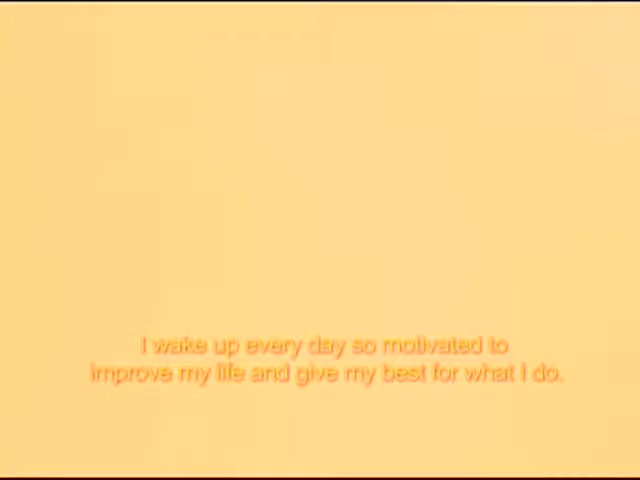 I wake up every day so motivated to
improve my life and give my best for what I do.